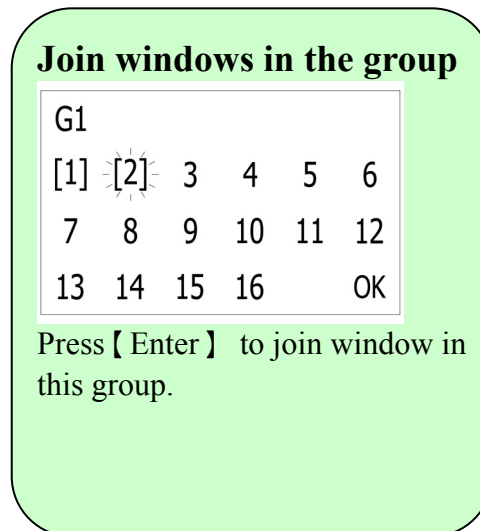 Join windows in the group
G1
[1] [2] 3 4 5 6
7 8 9 10 11 12
13 14 15 16 OK
Press【Enter】 to join window in
this group.